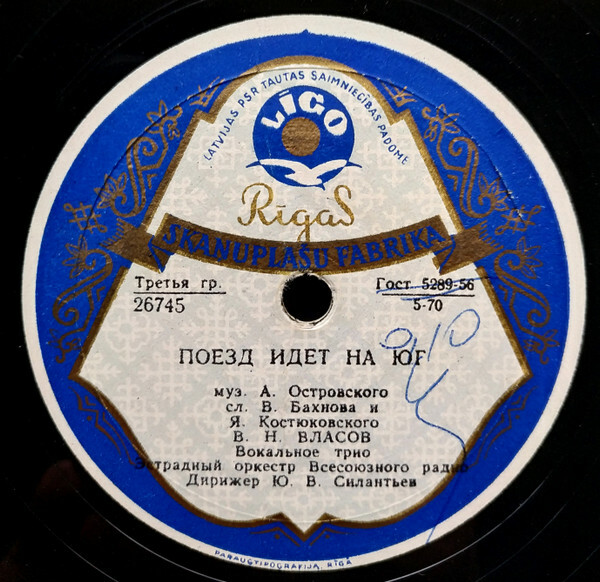 LATVIJAS PSR TAUTAS SAIMNIECĪBAS PADOME
LĪGO
Rīgas
SKAŅUPLAŠU FABRIKA
Третья гр.
26745
Гост 5289-56
5-70
ПОЕЗД ИДЕТ НА ЮГ
муз. А. Островского
сл. В. Бахнова и
Я. Костюковского
В. Н. ВЛАСОВ
Вокальное трио
Эстрадный оркестр Всесоюзного радио
Дирижер Ю. В. Силантьев
PARAUGTIPOGRAFIJA, RĪGĀ